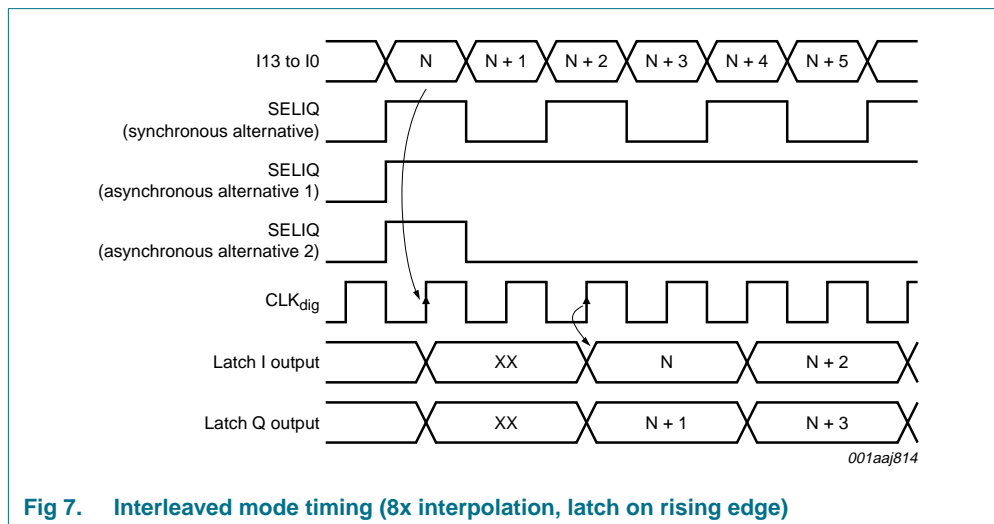 I13 to I0 N N + 1 N + 2 N + 3 N + 4 N + 5
SELIQ
(synchronous alternative)
SELIQ
(asynchronous alternative 1)
SELIQ
(asynchronous alternative 2)
CLKdig
Latch I output XX N N + 2
Latch Q output XX N + 1 N + 3
001aaj814
Fig 7. Interleaved mode timing (8x interpolation, latch on rising edge)